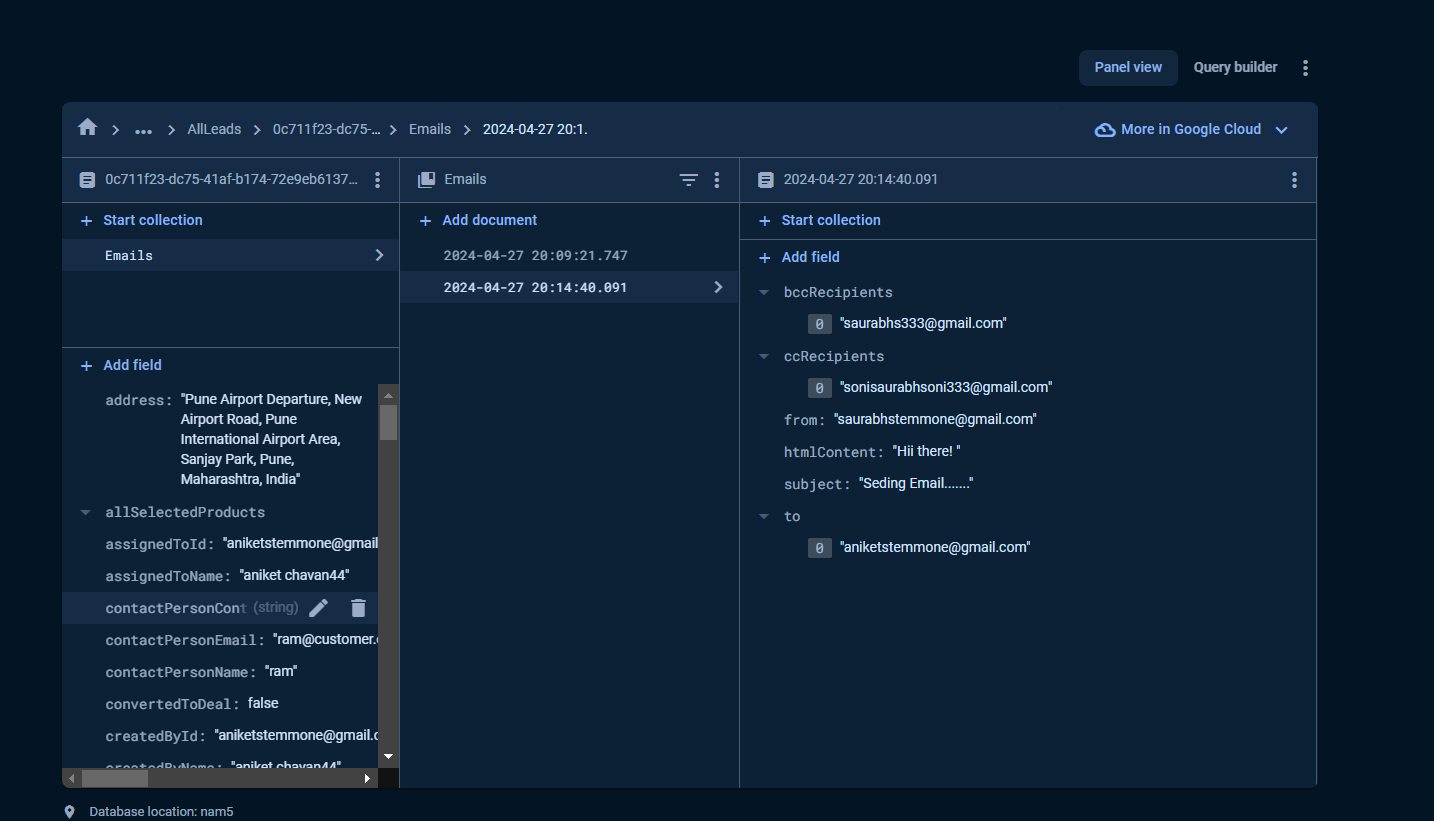 Panel view
Query builder
...
AllLeads
0c711f23-dc75-...
Emails
2024-04-27 20:1.
More in Google Cloud
0c711f23-dc75-41af-b174-72e9eb6137...
Start collection
Emails
Add field
address: "Pune Airport Departure, New
Airport Road, Pune
International Airport Area,
Sanjay Park, Pune,
Maharashtra, India"
allSelectedProducts
assignedToId: "aniketstemmone@gmail
assignedToName: "aniket chavan44"
contactPersonCont (string)
contactPersonEmail: "ram@customer.
contactPersonName: "ram"
convertedToDeal: false
createdById: "aniketstemmone@gmail.c
createdByName: "aniket chavan44"
Emails
Add document
2024-04-27 20:09:21.747
2024-04-27 20:14:40.091
2024-04-27 20:14:40.091
Start collection
Add field
bccRecipients
0 "saurabhs333@gmail.com"
ccRecipients
0 "sonisaurabhsoni333@gmail.com"
from: "saurabhstemmone@gmail.com"
htmlContent: "Hii there! "
subject: "Seding Email......."
to
0 "aniketstemmone@gmail.com"
Database location: nam5